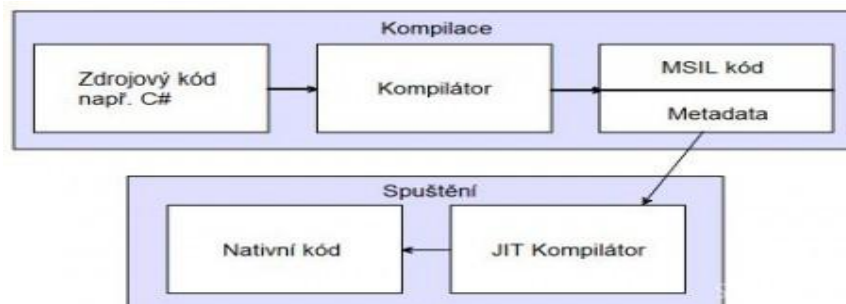 Kompilace
Zdrojový kód
např. C#
Kompilátor
MSIL kód
Metadata
Spuštění
Nativní kód
JIT Kompilátor